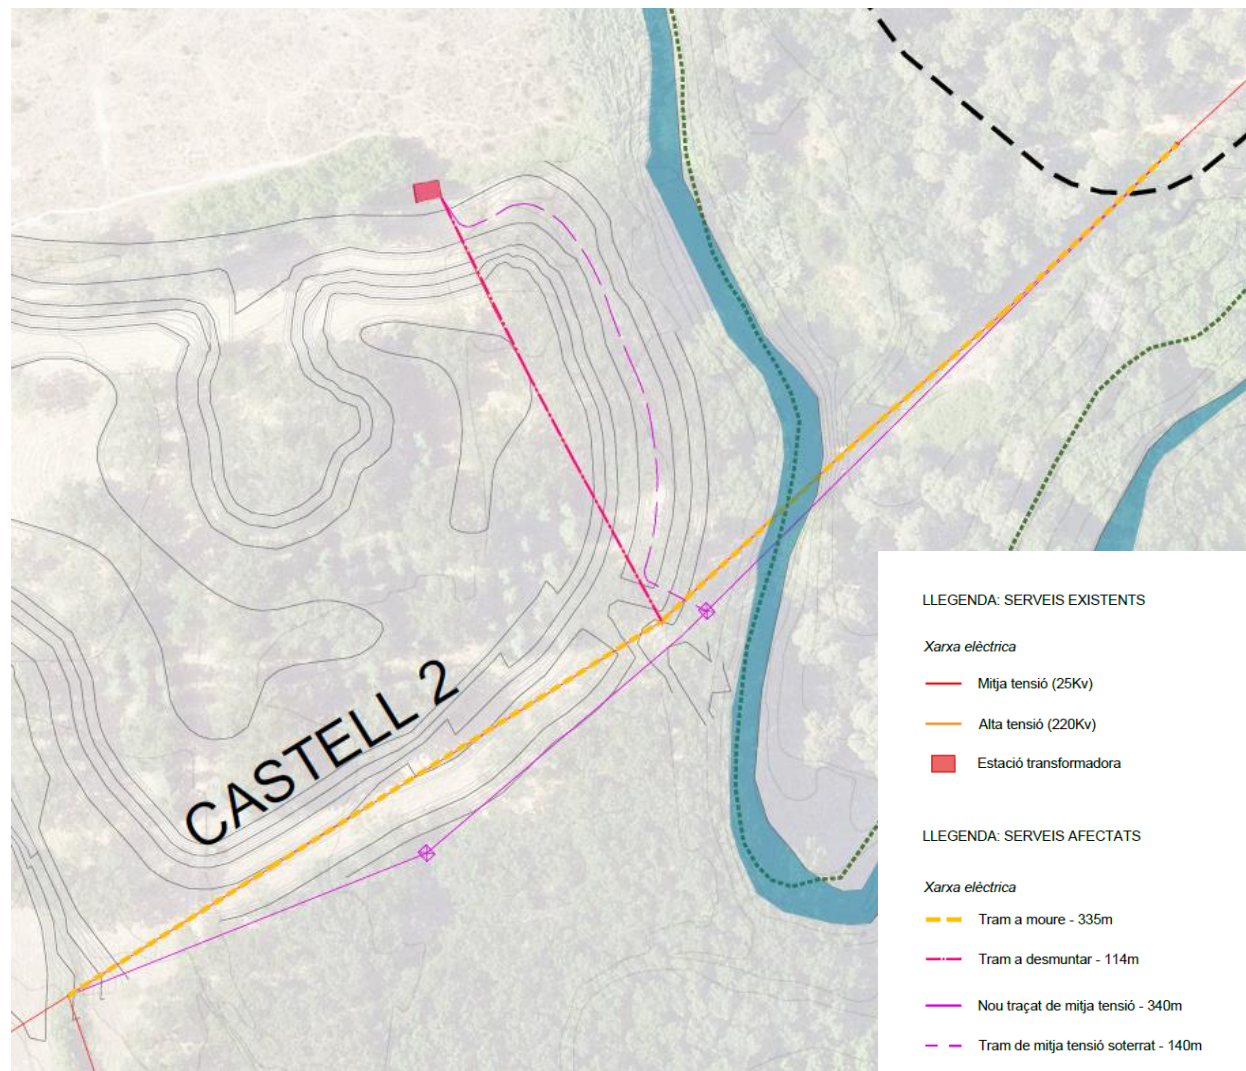 CASTELL 2
LLEGENDA: SERVEIS EXISTENTS
Xarxa elèctrica
Mitja tensió (25Kv)
Alta tensió (220Kv)
Estació transformadora
LLEGENDA: SERVEIS AFECTATS
Xarxa elèctrica
Tram a moure - 335m
Tram a desmuntar - 114m
Nou traçat de mitja tensió - 340m
Tram de mitja tensió soterrat - 140m